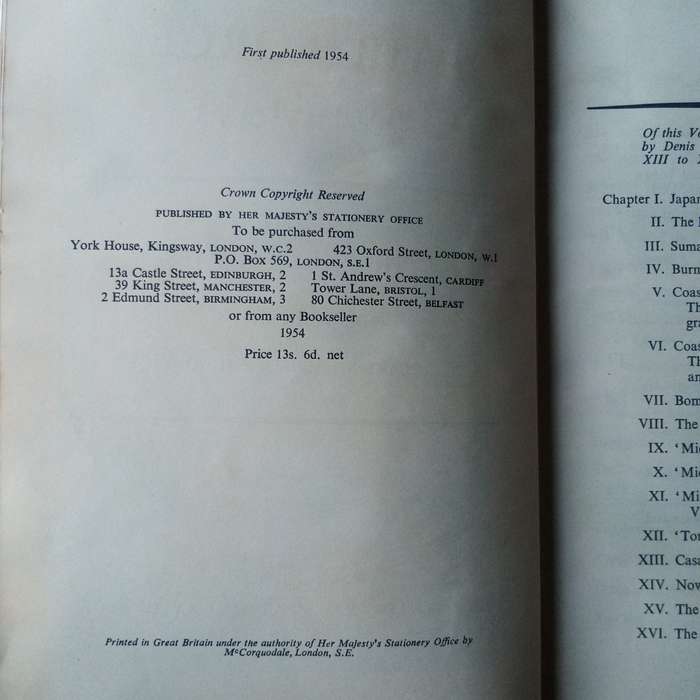 First published 1954
Crown Copyright Reserved
PUBLISHED BY HER MAJESTY'S STATIONERY OFFICE
To be purchased from
York House, Kingsway, LONDON, W.C.2 423 Oxford Street, LONDON, W.1
P.O. Box 569, LONDON, S.E.1
13a Castle Street, EDINBURGH, 2 1 St. Andrew's Crescent, CARDIFF
39 King Street, MANCHESTER, 2 Tower Lane, BRISTOL, 1
2 Edmund Street, BIRMINGHAM, 3 80 Chichester Street, BELFAST
or from any Bookseller
1954
Price 13s. 6d. net
Printed in Great Britain under the authority of Her Majesty's Stationery Office by
McCorquodale, London, S.E.
Of this V
by Denis
XIII to
Chapter I. Japa
II. The
III. Suma
IV. Burn
V. Coas
Th
gra
VI. Coas
Th
an
VII. Bom
VIII. The
IX. 'Mi
X. 'Mi
XI. 'Mi
V
XII. 'To
XIII. Casa
XIV. Nov
XV. The
XVI. The